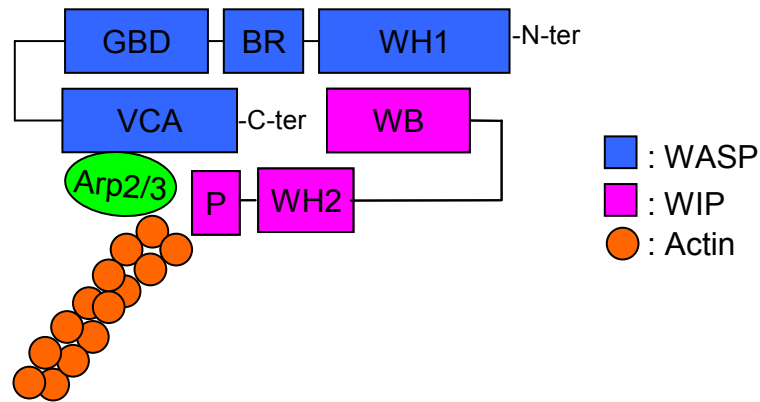 GBD BR WH1 -N-ter
VCA -C-ter WB
Arp2/3 P WH2
: WASP
: WIP
: Actin